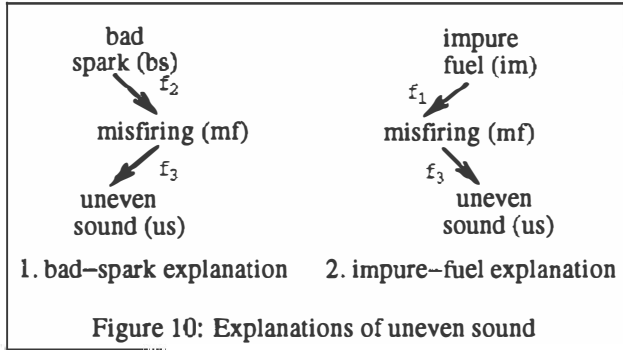 bad
spark (bs)
f2
misfiring (mf)
f3
uneven
sound (us)
1. bad–spark explanation
impure
fuel (im)
f1
misfiring (mf)
f3
uneven
sound (us)
2. impure–fuel explanation
Figure 10: Explanations of uneven sound